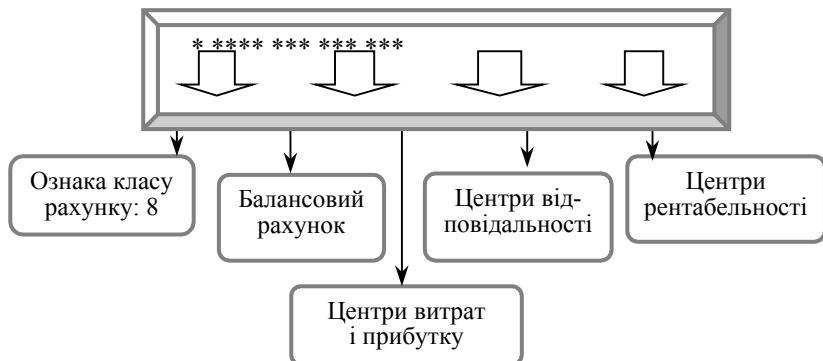 * **** *** *** ***
Ознака класу
рахунку: 8
Балансовий
рахунок
Центри витрат
і прибутку
Центри від-
повідальності
Центри
рентабельності